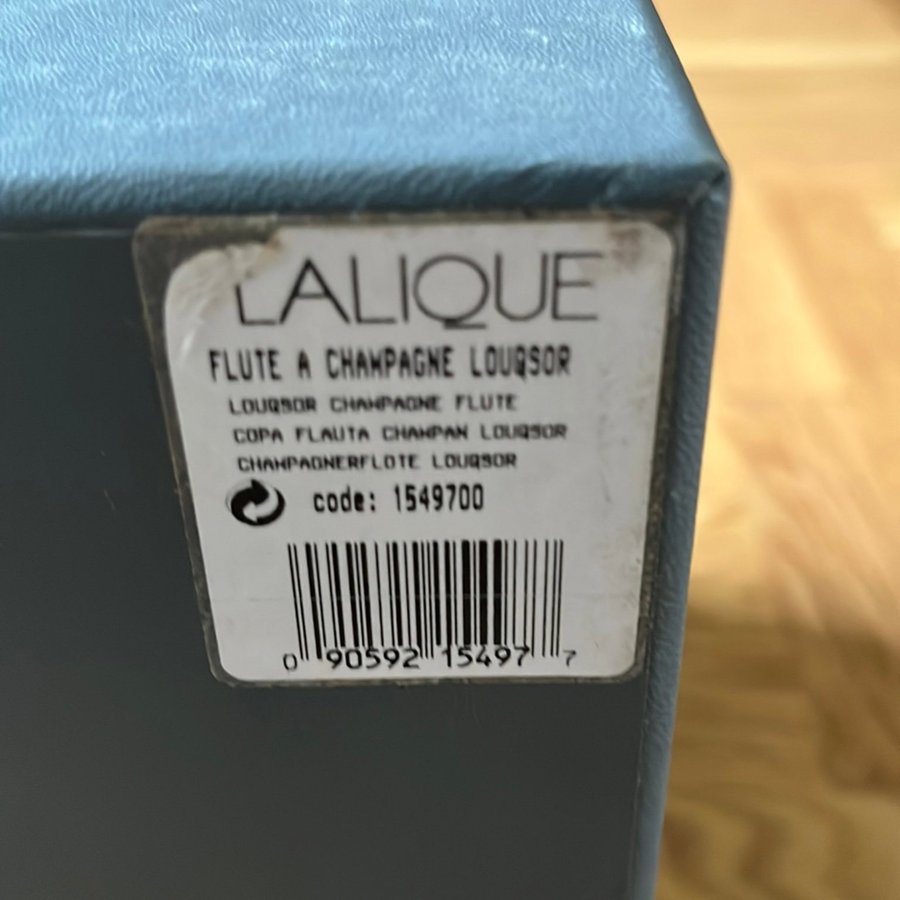 LALIQUE
FLUTE A CHAMPAGNE LOUQSOR
LOUQSOR CHAMPAGNE FLUTE
COPA FLAUTA CHAMPAN LOUQSOR
CHAMPAGNERFLOTE LOUQSOR
code: 1549700
0 90592 15497 7